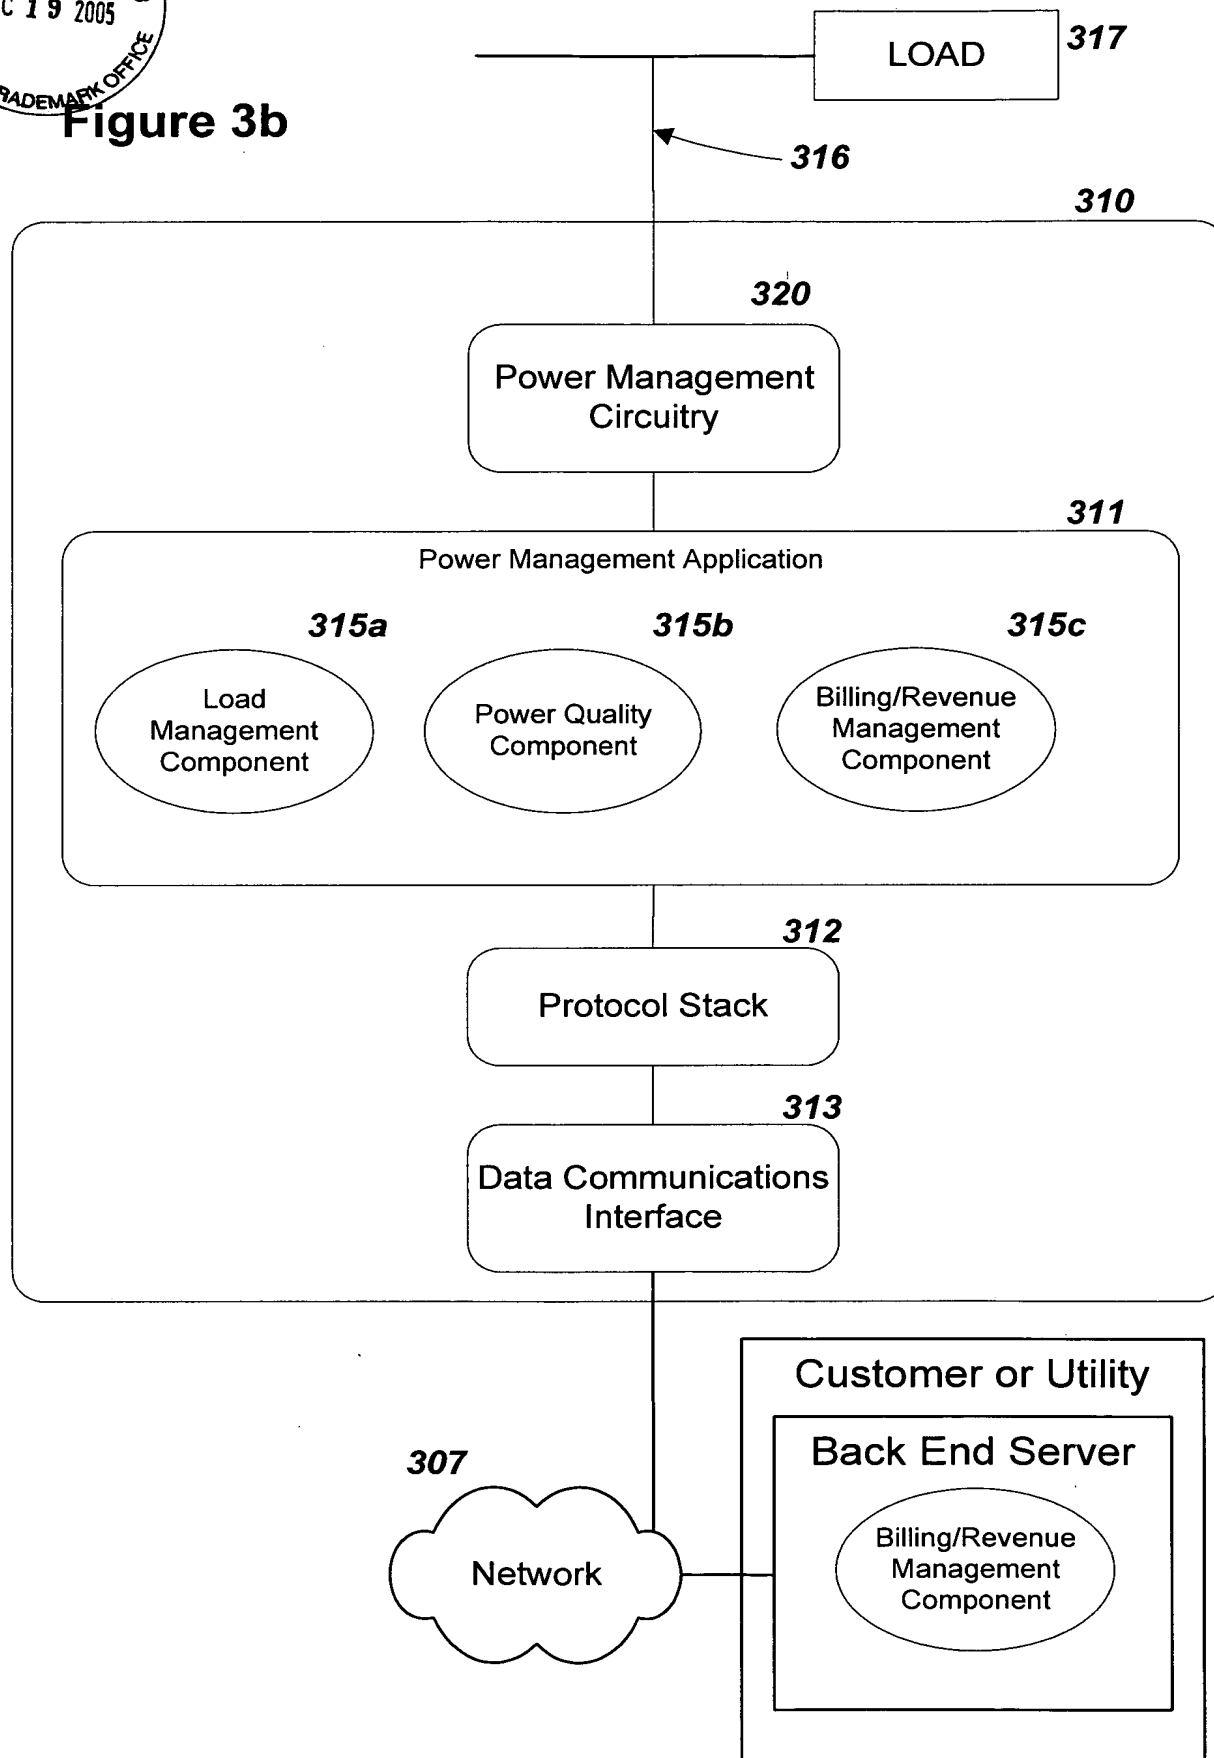 C 19 2005
RADEMARK OFFICE
Figure 3b
LOAD
317
316
310
320
Power Management
Circuitry
311
Power Management Application
315a
315b
315c
Load
Management
Component
Power Quality
Component
Billing/Revenue
Management
Component
312
Protocol Stack
313
Data Communications
Interface
Customer or Utility
Back End Server
307
Network
Billing/Revenue
Management
Component